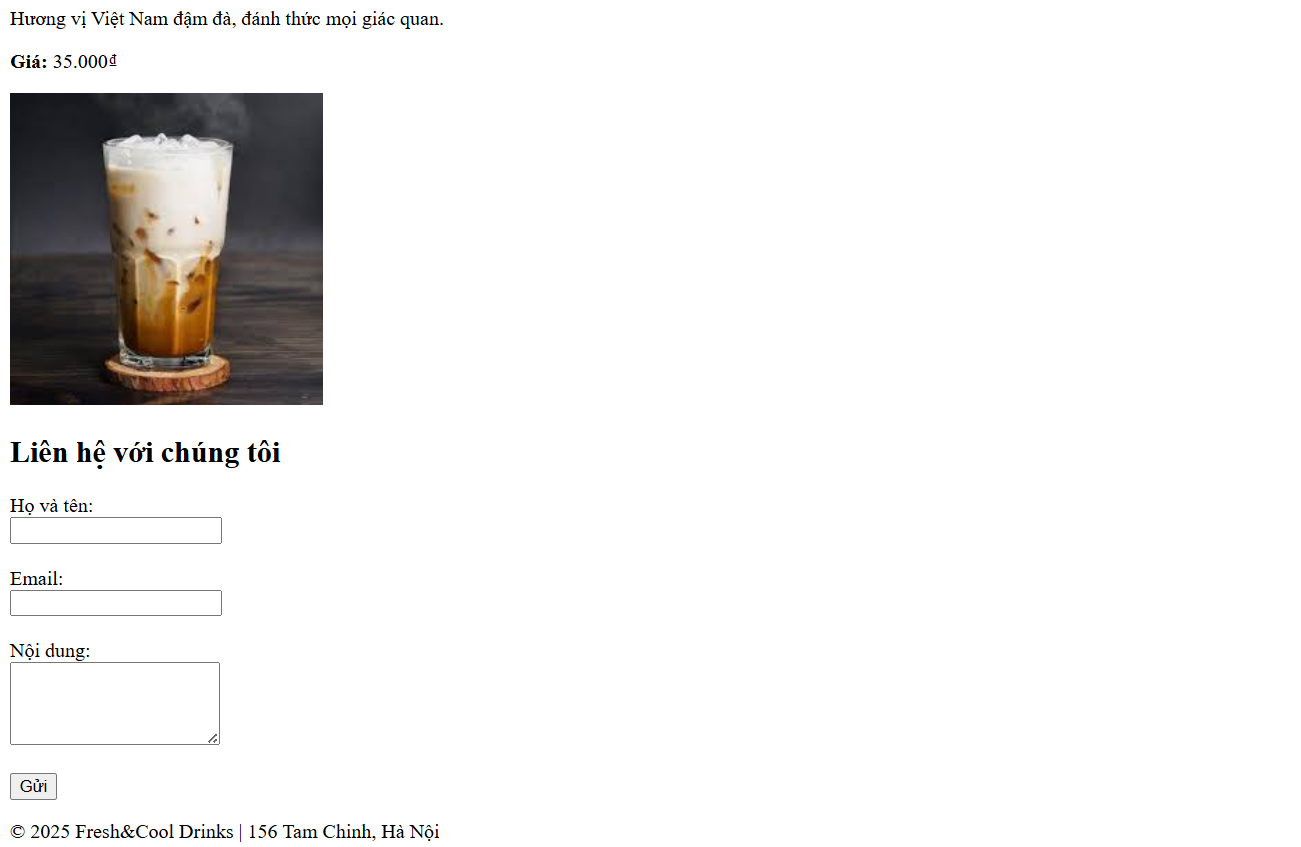 Hương vị Việt Nam đậm đà, đánh thức mọi giác quan.
Giá: 35.000₫
Liên hệ với chúng tôi
Họ và tên:
Email:
Nội dung:
Gửi
© 2025 Fresh&Cool Drinks | 156 Tam Chinh, Hà Nội